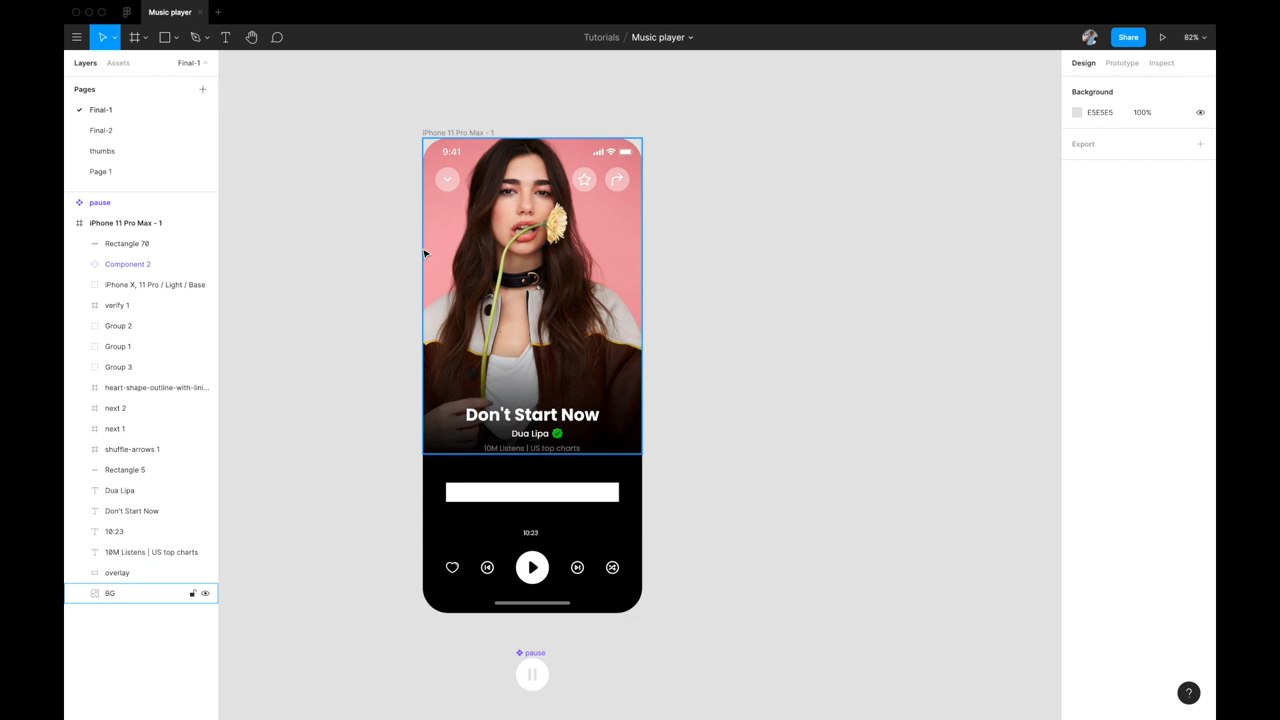 Music player
Tutorials / Music player
Share
82%
Layers
Assets
Final-1
Pages
Final-1
Final-2
thumbs
Page 1
pause
iPhone 11 Pro Max - 1
Rectangle 70
Component 2
iPhone X, 11 Pro / Light / Base
verify 1
Group 2
Group 1
Group 3
heart-shape-outline-with-lini...
next 2
next 1
shuffle-arrows 1
Rectangle 5
Dua Lipa
Don't Start Now
10:23
10M Listens | US top charts
overlay
BG
iPhone 11 Pro Max - 1
9:41
Don't Start Now
Dua Lipa
10M Listens | US top charts
10:23
pause
Design
Prototype
Inspect
Background
E5E5E5
100%
Export
?